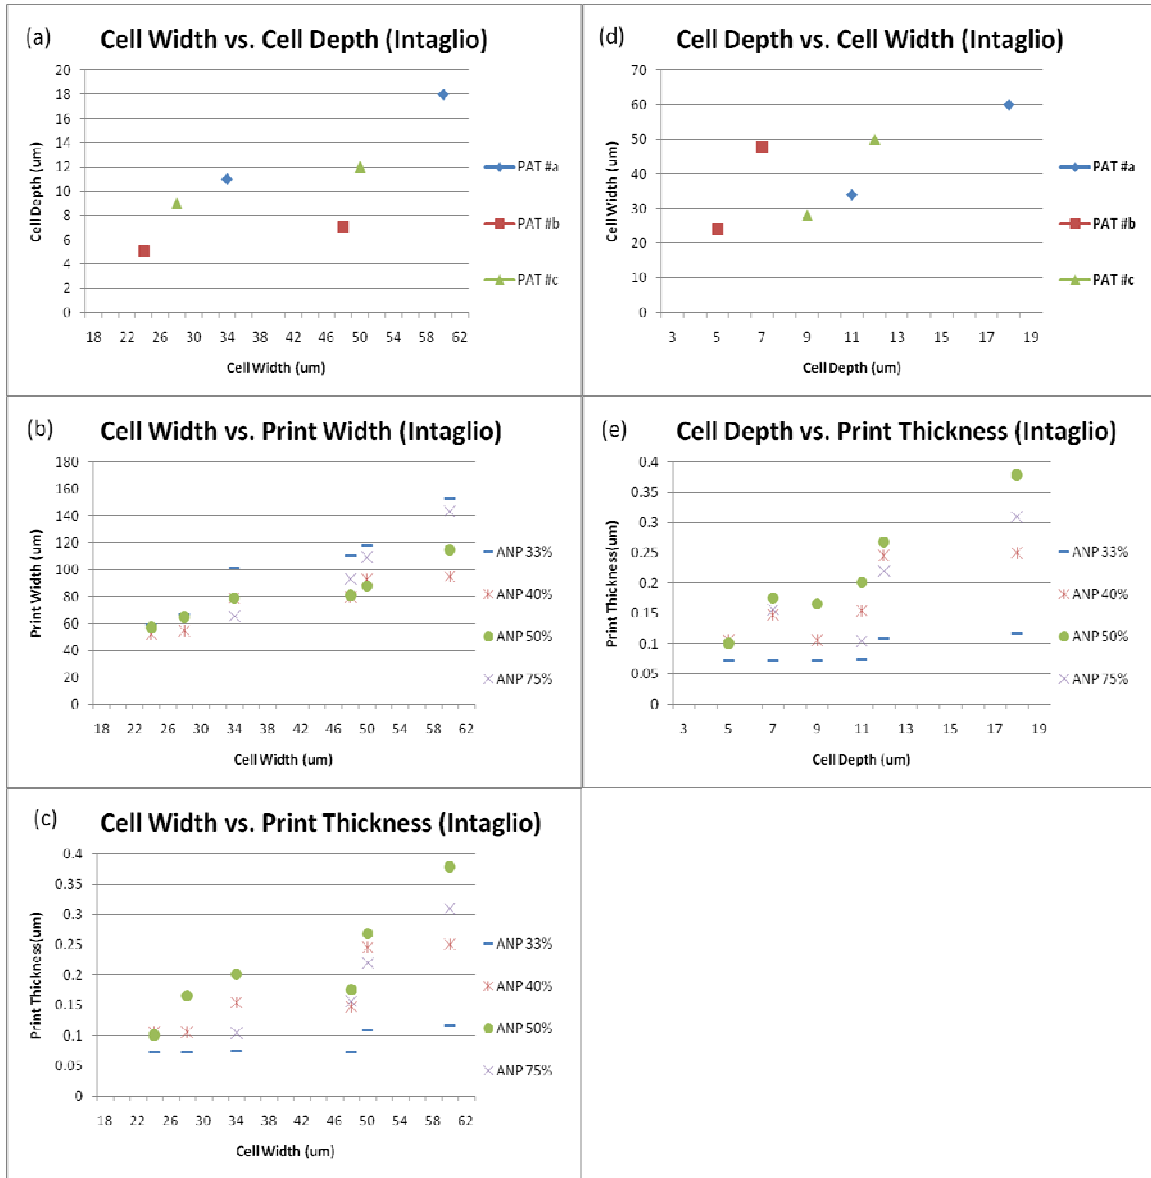 (a) Cell Width vs. Cell Depth (Intaglio)
20
18
16
14
12
10
8
6
4
2
0
Cell Depth (um)
18 22 26 30 34 38 42 46 50 54 58 62
Cell Width (um)
PAT #a
PAT #b
PAT #c
(d) Cell Depth vs. Cell Width (Intaglio)
70
60
50
40
30
20
10
0
Cell Width (um)
3 5 7 9 11 13 15 17 19
Cell Depth (um)
PAT #a
PAT #b
PAT #c
(b) Cell Width vs. Print Width (Intaglio)
180
160
140
120
100
80
60
40
20
0
Print Width (um)
18 22 26 30 34 38 42 46 50 54 58 62
Cell Width (um)
ANP 33%
ANP 40%
ANP 50%
ANP 75%
(e) Cell Depth vs. Print Thickness (Intaglio)
0.4
0.35
0.3
0.25
0.2
0.15
0.1
0.05
0
Print Thickness(um)
3 5 7 9 11 13 15 17 19
Cell Depth (um)
ANP 33%
ANP 40%
ANP 50%
ANP 75%
(c) Cell Width vs. Print Thickness (Intaglio)
0.4
0.35
0.3
0.25
0.2
0.15
0.1
0.05
0
Print Thickness(um)
18 22 26 30 34 38 42 46 50 54 58 62
Cell Width (um)
ANP 33%
ANP 40%
ANP 50%
ANP 75%